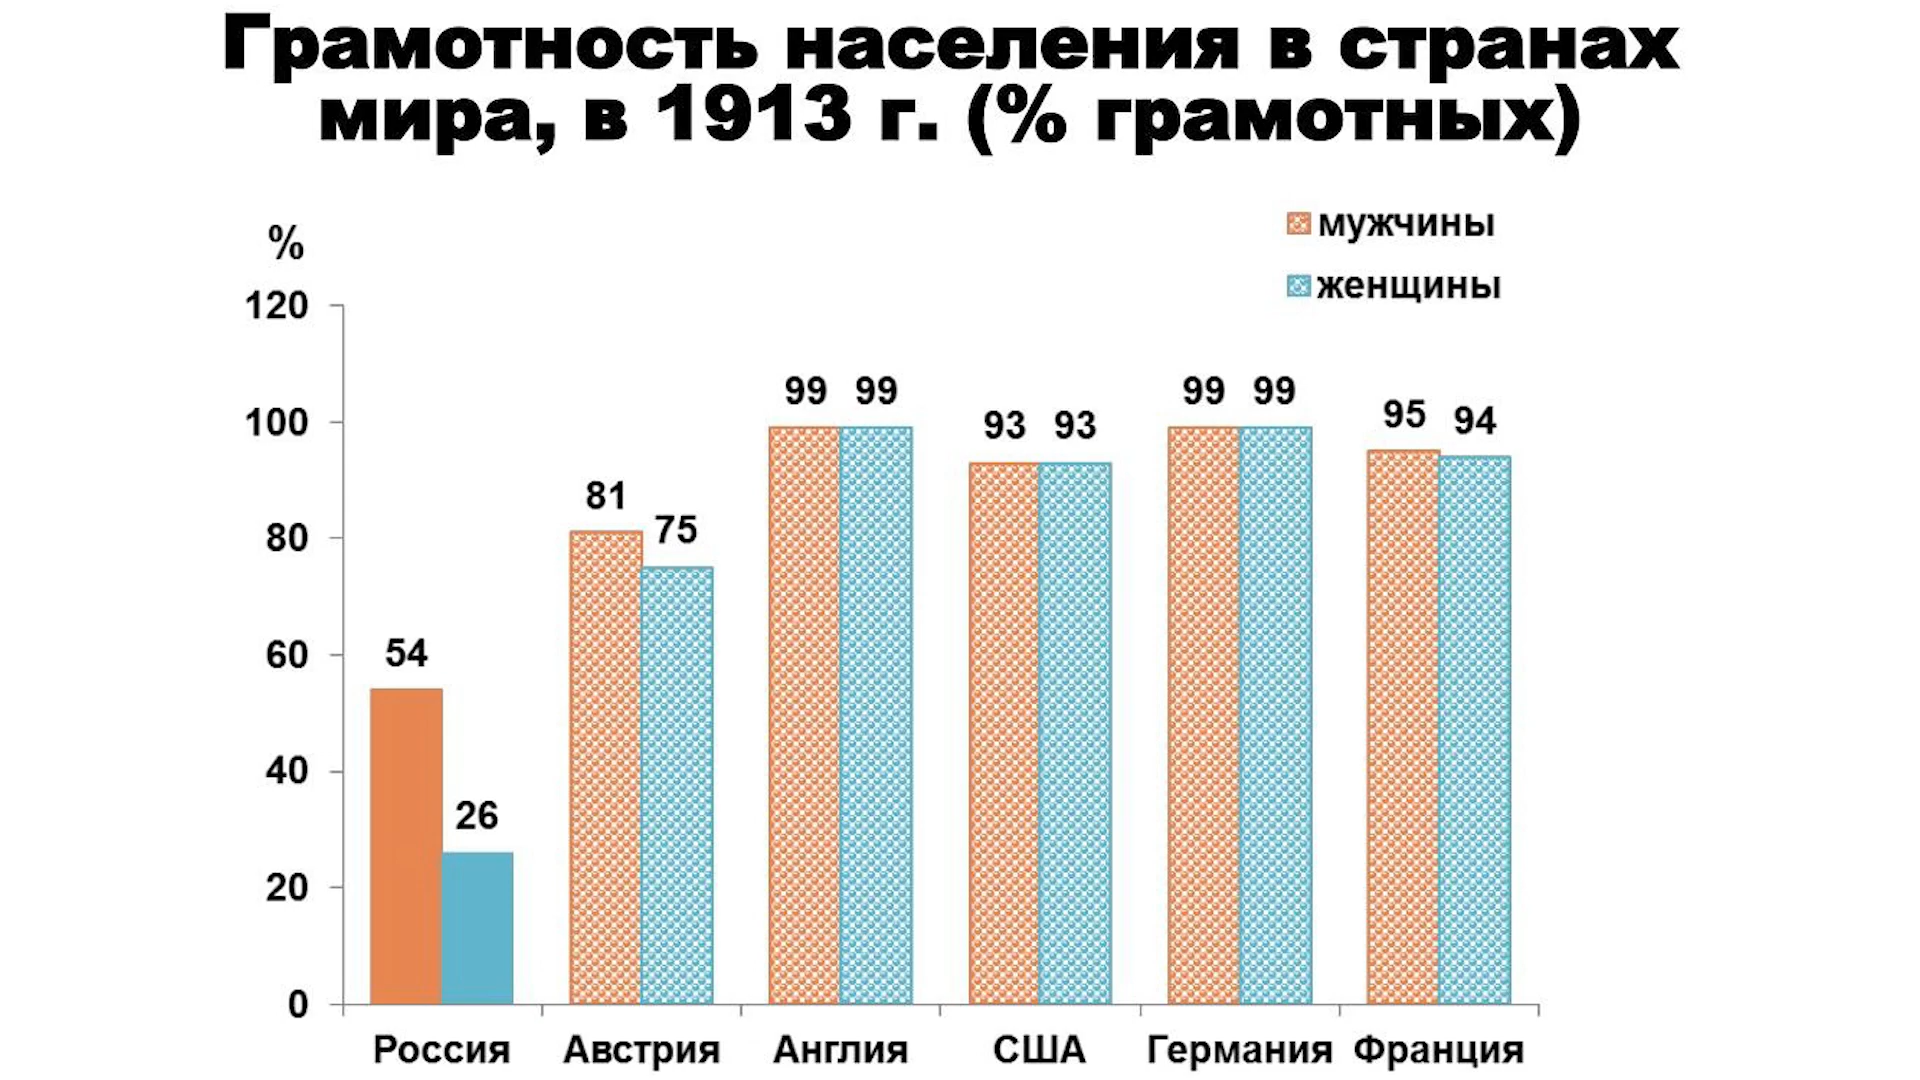 Грамотность населения в странах
мира, в 1913 г. (% грамотных)
мужчины
женщины
%
120
100
80
60
40
20
0
54
26
81
75
99
99
93
93
99
99
95
94
Россия
Австрия
Англия
США
Германия
Франция